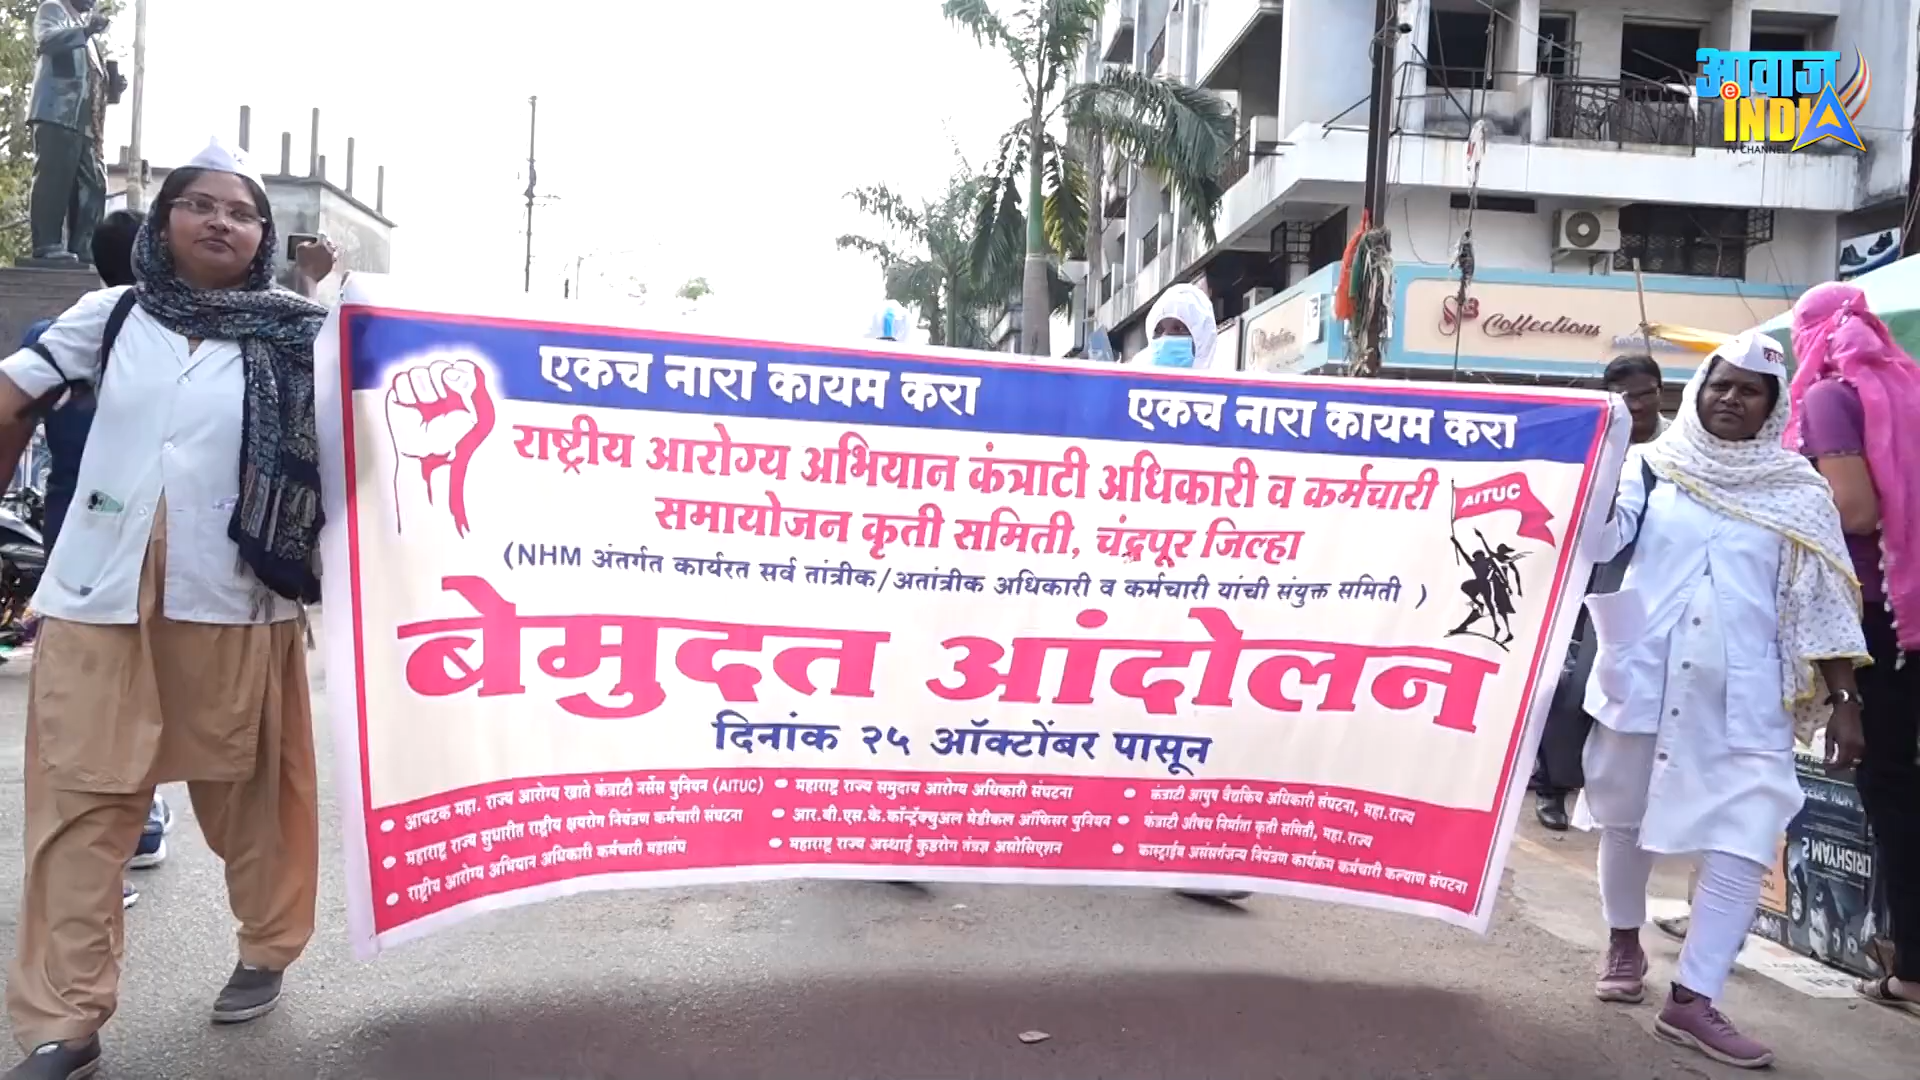 आवाज
e INDIA
TV CHANNEL
Collections
एकच नारा कायम करा
एकच नारा कायम करा
राष्ट्रीय आरोग्य अभियान कंत्राटी अधिकारी व कर्मचारी
समायोजन कृती समिती, चंद्रपूर जिल्हा
AITUC
(NHM अंतर्गत कार्यरत सर्व तांत्रीक/अतांत्रीक अधिकारी व कर्मचारी यांची संयुक्त समिती )
बेमुदत आंदोलन
दिनांक २५ ऑक्टोंबर पासून
• आयटक महा. राज्य आरोग्य खाते कंत्राटी नर्सेस युनियन (AITUC)
• महाराष्ट्र राज्य सुधारीत राष्ट्रीय क्षयरोग नियंत्रण कर्मचारी संघटना
• राष्ट्रीय आरोग्य अभियान अधिकारी कर्मचारी महासंघ
• महाराष्ट्र राज्य समुदाय आरोग्य अधिकारी संघटना
• आर.बी.एस.के.कॉन्ट्रॅक्चुअल मेडीकल ऑफिसर युनियन
• महाराष्ट्र राज्य अस्थाई कुष्ठरोग तंत्रज्ञ असोसिएशन
• कंत्राटी आयुष वैद्यकिय अधिकारी संघटना, महा.राज्य
• कंत्राटी औषध निर्माता कृती समिती, महा.राज्य
• कास्ट्राईब असंसर्गजन्य नियंत्रण कार्यक्रम कर्मचारी कल्याण संघटना
DRISHYAM 2